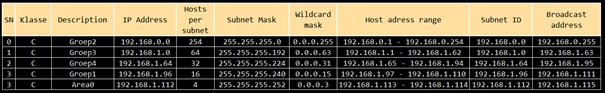 SN Klasse Description IP Address Hosts per subnet Subnet Mask Wildcard mask Host adress range Subnet ID Broadcast address
0 C Groep2 192.168.0.0 254 255.255.255.0 0.0.0.255 192.168.0.1 - 192.168.0.254 192.168.0.0 192.168.0.255
1 C Groep3 192.168.1.0 64 255.255.255.192 0.0.0.63 192.168.1.1 - 192.168.1.62 192.168.1.0 192.168.1.63
2 C Groep4 192.168.1.64 32 255.255.255.224 0.0.0.31 192.168.1.65 - 192.168.1.94 192.168.1.64 192.168.1.95
3 C Groep1 192.168.1.96 16 255.255.255.240 0.0.0.15 192.168.1.97 - 192.168.1.110 192.168.1.96 192.168.1.111
3 C Area0 192.168.1.112 4 255.255.255.252 0.0.0.3 192.168.1.113 - 192.168.1.114 192.168.1.112 192.168.1.115